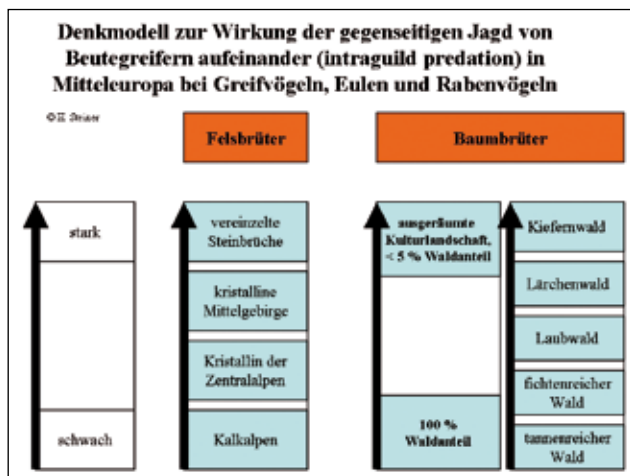 Denkmodell zur Wirkung der gegenseitigen Jagd von
Beutegreifern aufeinander (intraguild predation) in
Mitteleuropa bei Greifvögeln, Eulen und Rabenvögeln
© H. Steiner
Felsbrüter
Baumbrüter
stark
schwach
vereinzelte
Steinbrüche
kristalline
Mittelgebirge
Kristallin der
Zentralalpen
Kalkalpen
ausgeräumte
Kulturlandschaft,
< 5 % Waldanteil
100 %
Waldanteil
Kiefernwald
Lärchenwald
Laubwald
fichtenreicher
Wald
tannenreicher
Wald